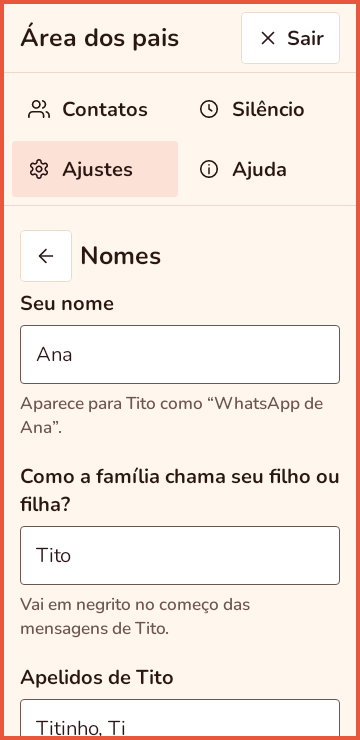 Área dos pais
Sair
Contatos
Silêncio
Ajustes
Ajuda
Nomes
Seu nome
Ana
Aparece para Tito como “WhatsApp de
Ana”.
Como a família chama seu filho ou
filha?
Tito
Vai em negrito no começo das
mensagens de Tito.
Apelidos de Tito
Titinho, Ti